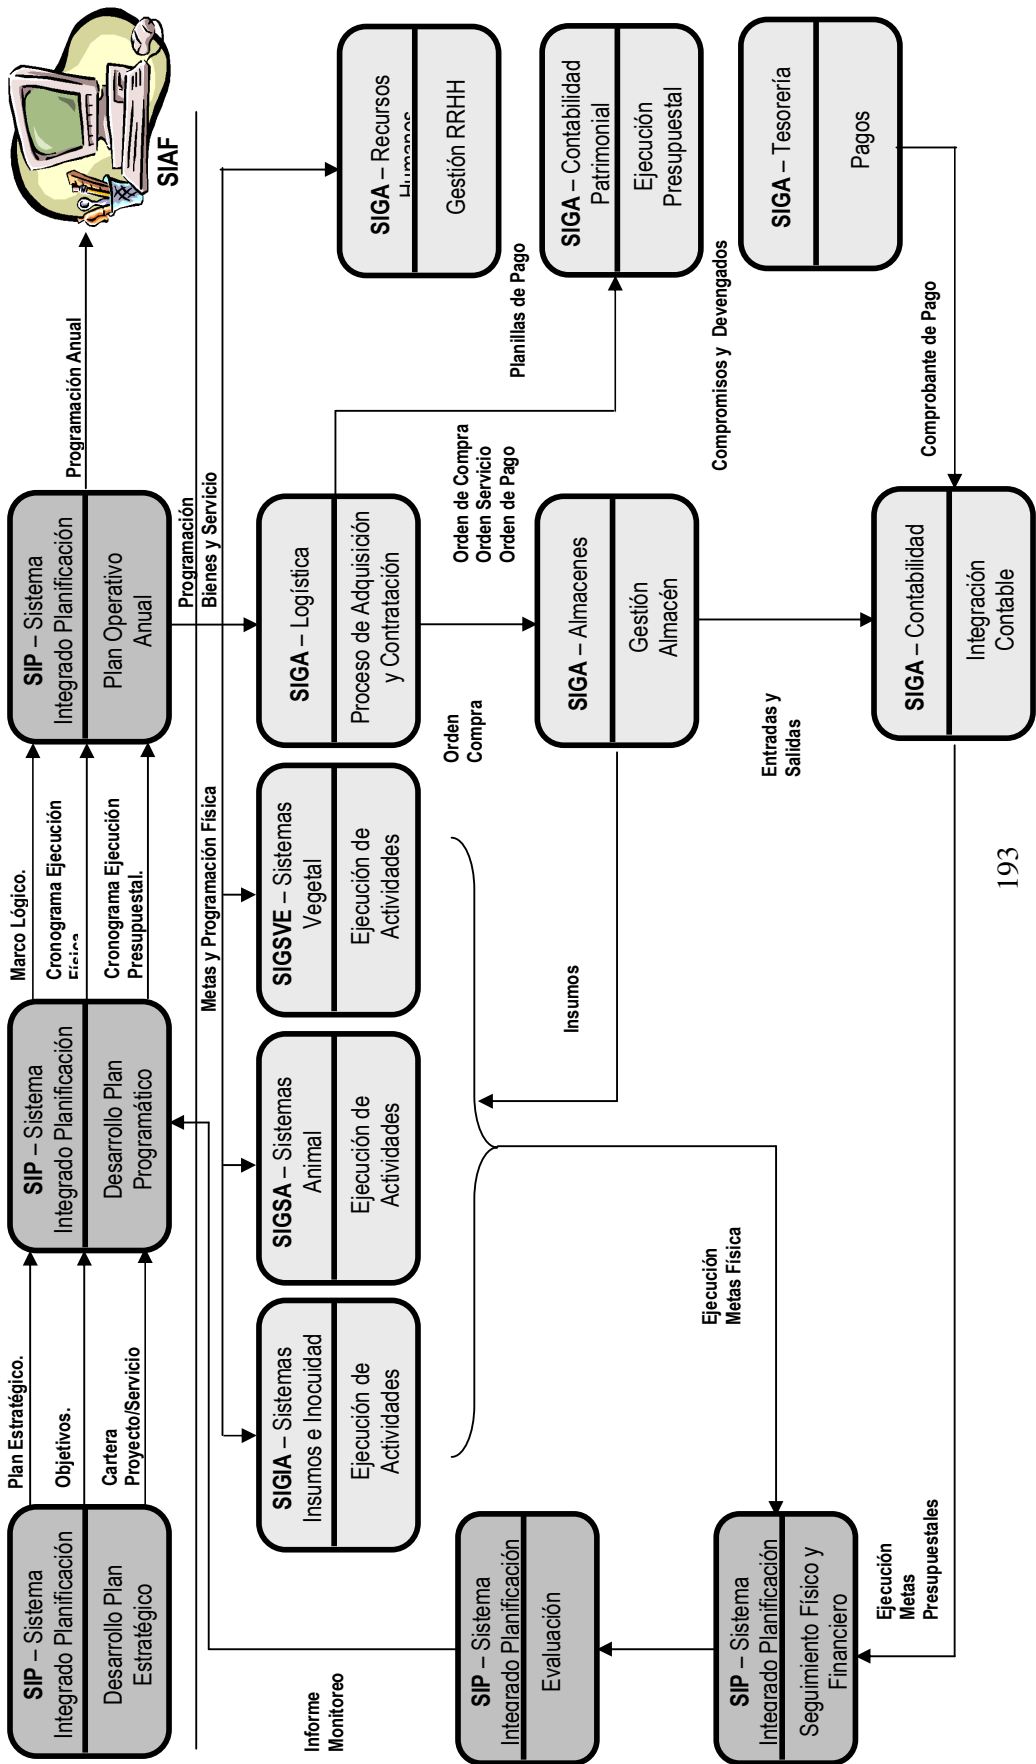 SIP – Sistema
Integrado Planificación
Desarrollo Plan
Estratégico
Plan Estratégico.
Objetivos.
Cartera
Proyecto/Servicio
SIP – Sistema
Integrado Planificación
Desarrollo Plan
Programático
Marco Lógico.
Cronograma Ejecución
Física
Cronograma Ejecución
Presupuestal.
SIP – Sistema
Integrado Planificación
Plan Operativo
Anual
Programación Anual
SIAF
Metas y Programación Física
Programación
Bienes y Servicio
SIGIA – Sistemas
Insumos e Inocuidad
Ejecución de
Actividades
SIGSA – Sistemas
Animal
Ejecución de
Actividades
SIGSVE – Sistemas
Vegetal
Ejecución de
Actividades
SIGA – Logística
Proceso de Adquisición
y Contratación
SIGA – Recursos
Humanos
Gestión RRHH
Informe
Monitoreo
Orden
Compra
Orden de Compra
Orden Servicio
Orden de Pago
Planillas de Pago
SIP – Sistema
Integrado Planificación
Evaluación
Insumos
SIGA – Almacenes
Gestión
Almacén
SIGA – Contabilidad
Patrimonial
Ejecución
Presupuestal
Ejecución
Metas Física
Entradas y
Salidas
Compromisos y Devengados
SIP – Sistema
Integrado Planificación
Seguimiento Físico y
Financiero
SIGA – Tesorería
Pagos
Ejecución
Metas
Presupuestales
Comprobante de Pago
SIGA – Contabilidad
Integración
Contable
193